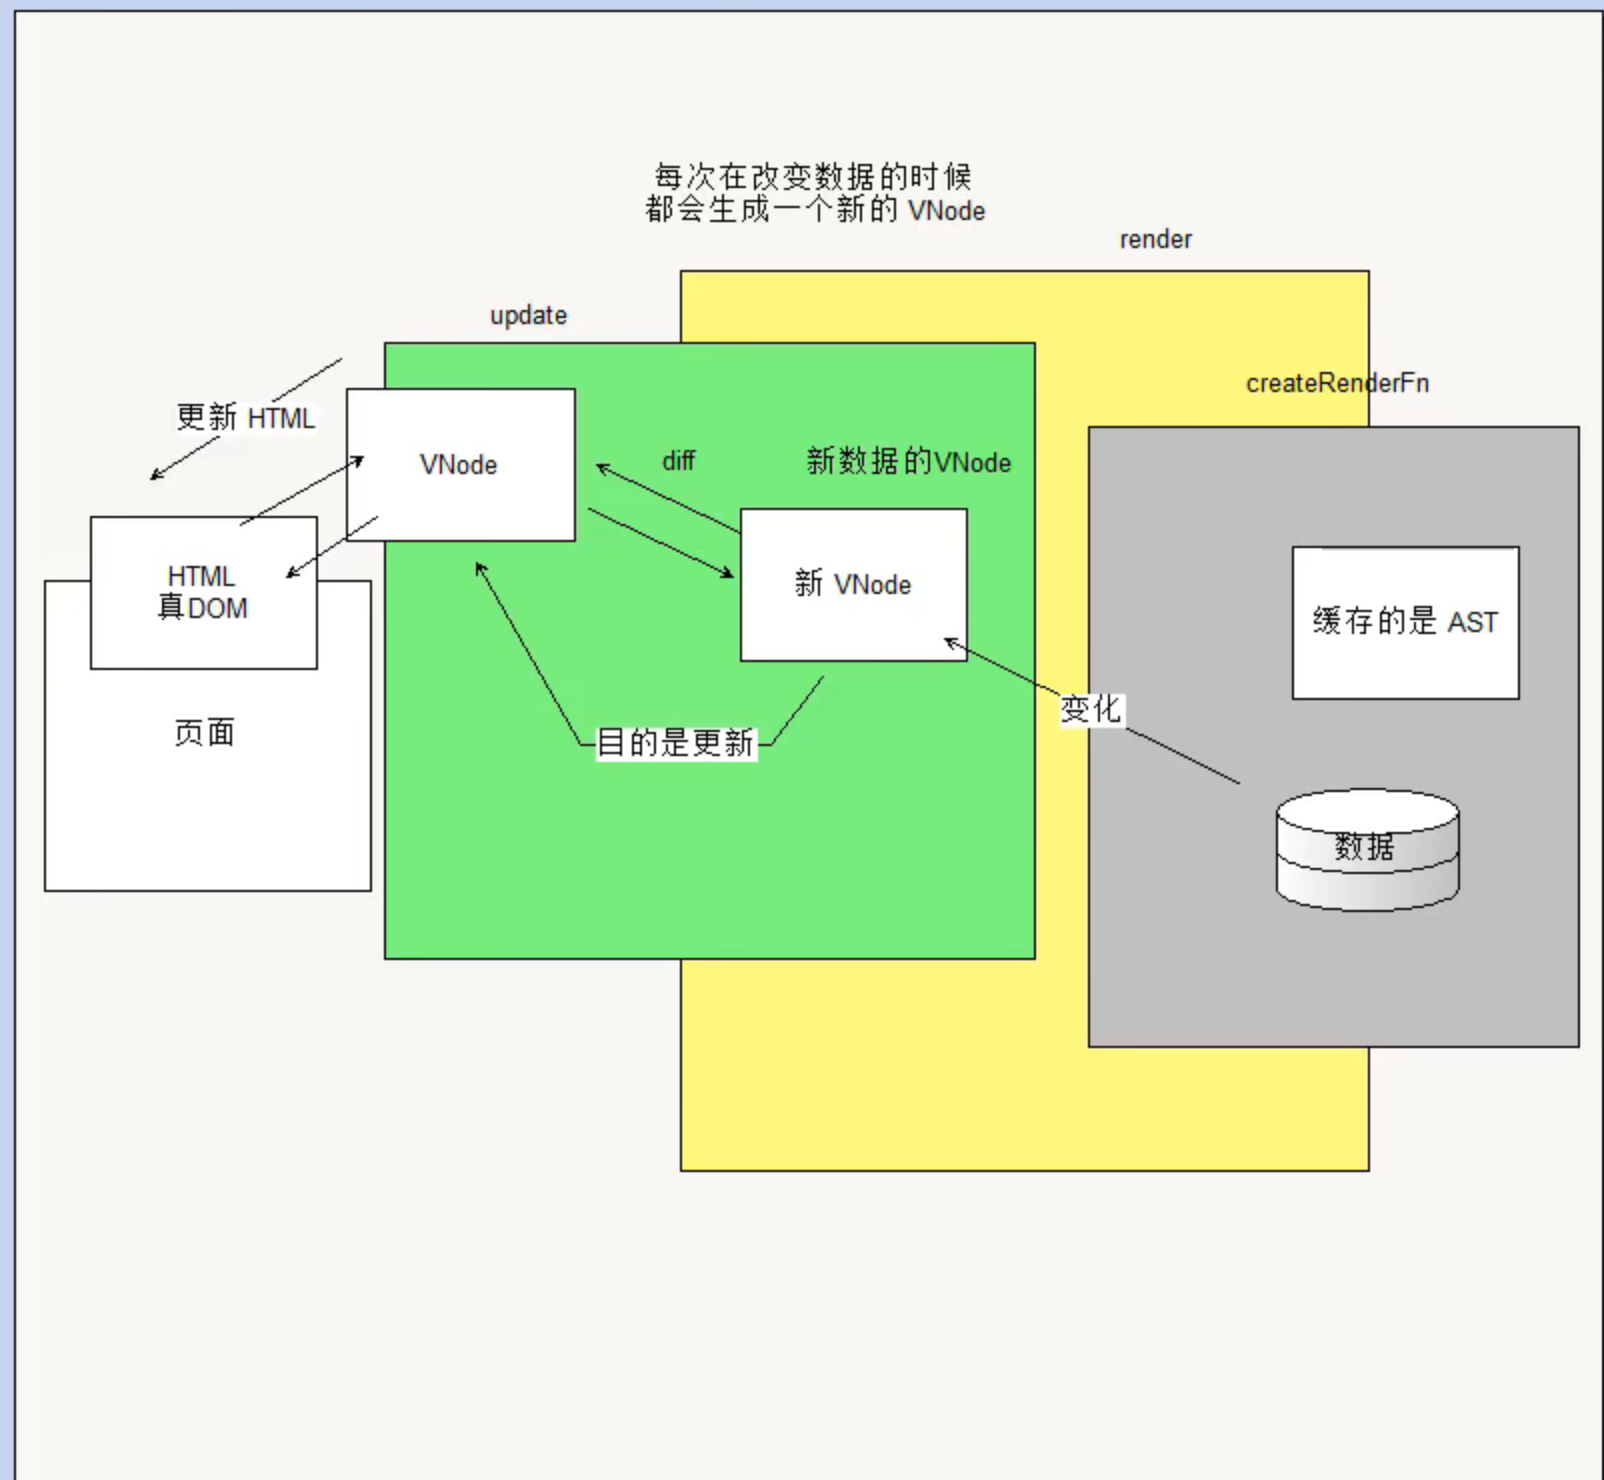 每次在改变数据的时候
都会生成一个新的 VNode
render
update
createRenderFn
更新 HTML
VNode
diff
新数据的VNode
HTML
真DOM
新 VNode
缓存的是 AST
变化
页面
目的是更新
数据